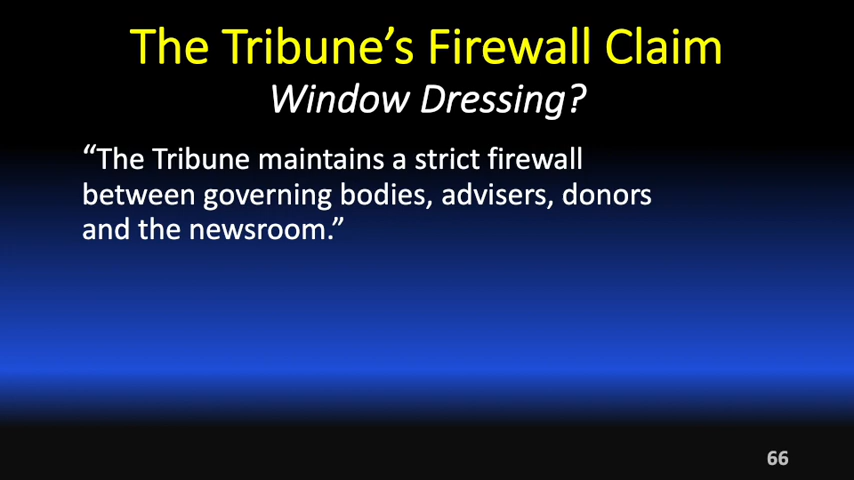 The Tribune’s Firewall Claim
Window Dressing?
“The Tribune maintains a strict firewall
between governing bodies, advisers, donors
and the newsroom.”
66